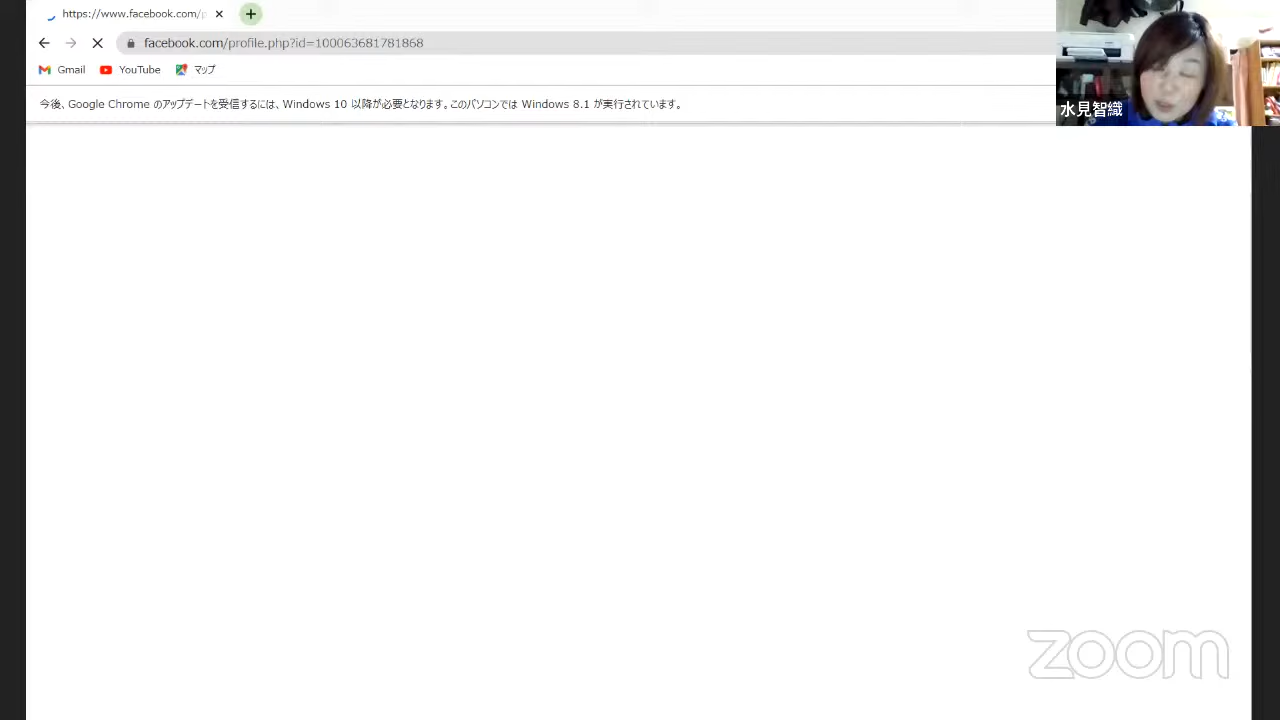 https://www.facebook.com/p
facebook.com/profile.php?id=1000636
Gmail YouTube マップ
今後、Google Chrome のアップデートを受信するには、Windows 10 以降が必要となります。このパソコンでは Windows 8.1 が実行されています。
水見智織
zoom